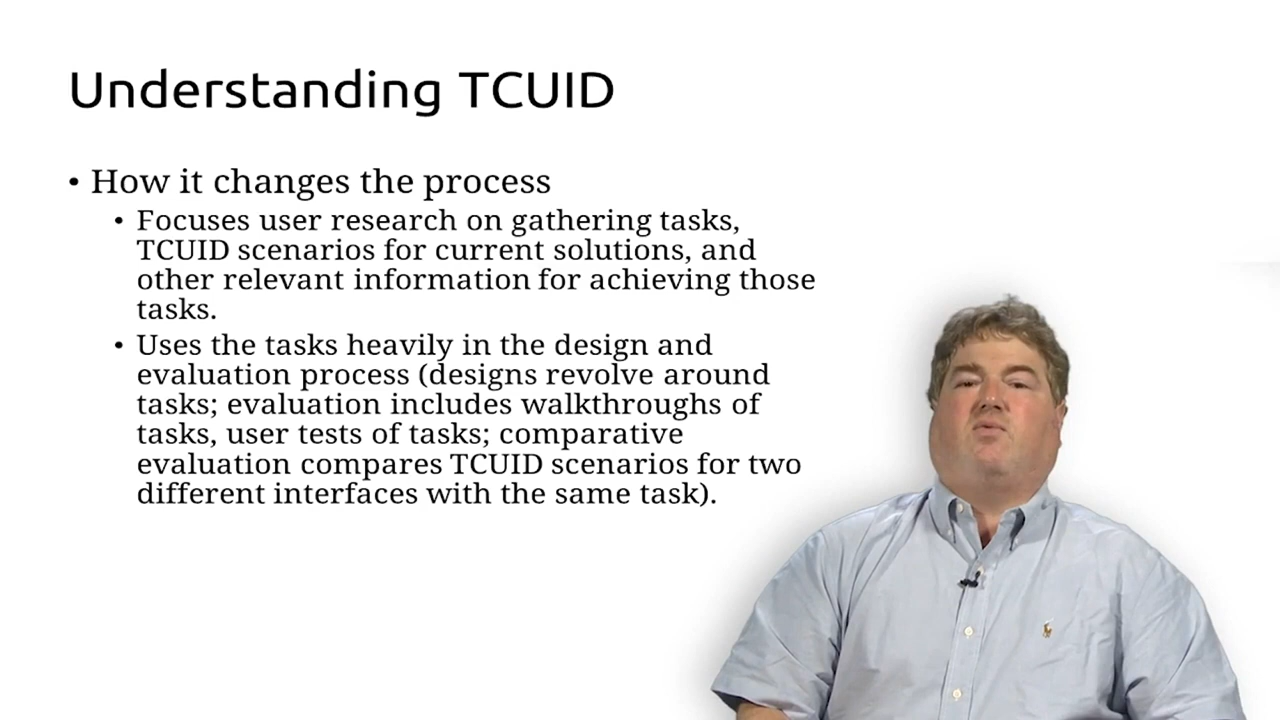 Understanding TCUID
• How it changes the process
• Focuses user research on gathering tasks,
TCUID scenarios for current solutions, and
other relevant information for achieving those
tasks.
• Uses the tasks heavily in the design and
evaluation process (designs revolve around
tasks; evaluation includes walkthroughs of
tasks, user tests of tasks; comparative
evaluation compares TCUID scenarios for two
different interfaces with the same task).